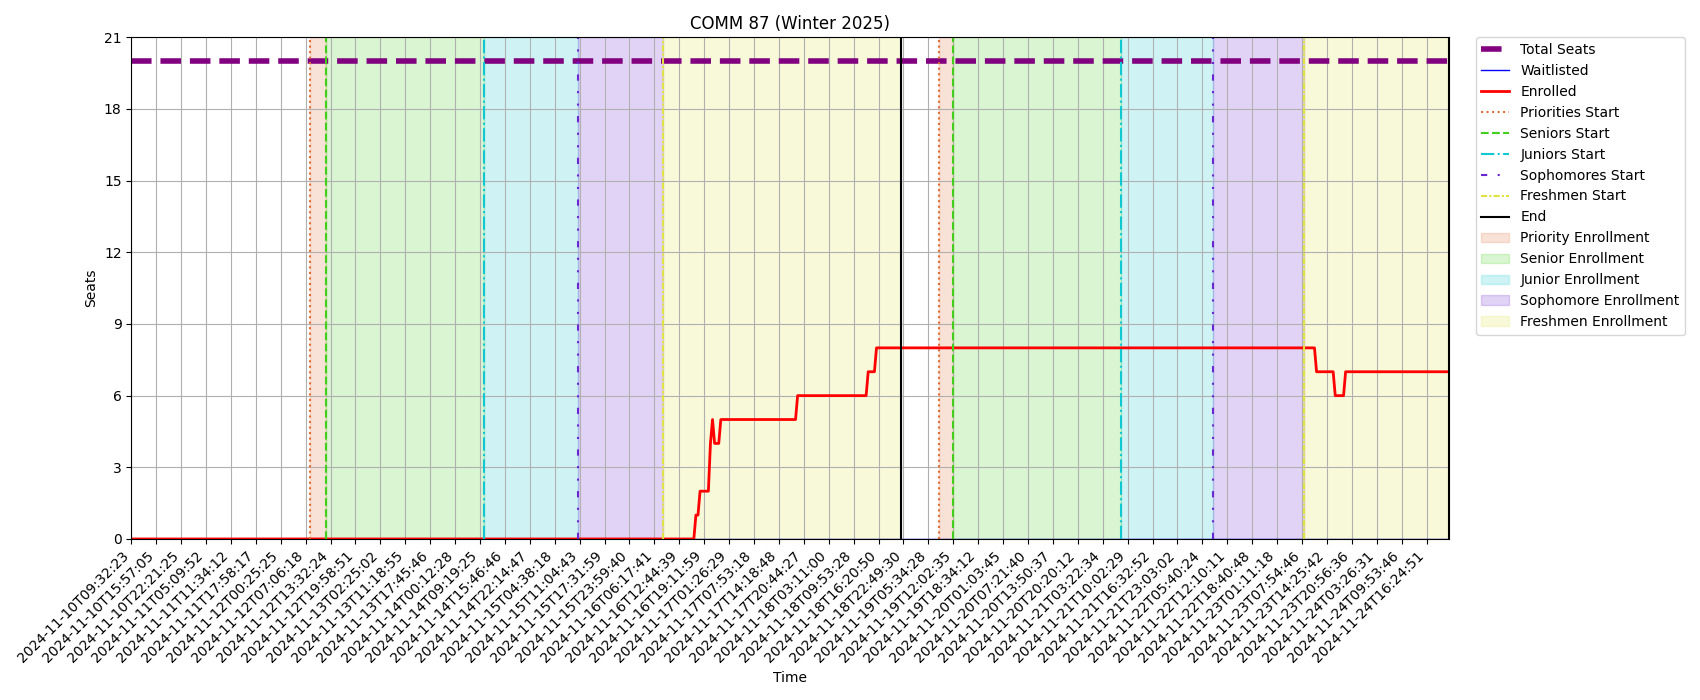 COMM 87 (Winter 2025)
21
18
15
12
9
6
3
0
Seats
2024-11-10T09:32:23
2024-11-10T15:57:05
2024-11-10T22:21:25
2024-11-11T05:09:52
2024-11-11T11:34:12
2024-11-11T17:58:17
2024-11-12T00:25:25
2024-11-12T07:06:18
2024-11-12T13:32:24
2024-11-12T19:58:51
2024-11-13T02:25:02
2024-11-13T11:18:55
2024-11-13T17:45:46
2024-11-14T00:12:28
2024-11-14T09:19:25
2024-11-14T15:46:46
2024-11-14T22:14:47
2024-11-15T04:38:18
2024-11-15T11:04:43
2024-11-15T17:31:59
2024-11-15T23:59:40
2024-11-16T06:17:41
2024-11-16T12:44:39
2024-11-16T19:11:59
2024-11-17T01:26:29
2024-11-17T07:53:18
2024-11-17T14:18:48
2024-11-17T20:44:27
2024-11-18T03:11:00
2024-11-18T09:53:28
2024-11-18T16:20:50
2024-11-18T22:49:30
2024-11-19T05:34:28
2024-11-19T12:02:35
2024-11-19T18:34:12
2024-11-20T01:03:45
2024-11-20T07:21:40
2024-11-20T13:50:37
2024-11-20T20:20:12
2024-11-21T03:22:34
2024-11-21T10:02:29
2024-11-21T16:32:52
2024-11-21T23:03:02
2024-11-22T05:40:24
2024-11-22T12:10:11
2024-11-22T18:40:48
2024-11-23T01:11:18
2024-11-23T07:54:46
2024-11-23T14:25:42
2024-11-23T20:56:36
2024-11-24T03:26:31
2024-11-24T09:53:46
2024-11-24T16:24:51
Time
Total Seats
Waitlisted
Enrolled
Priorities Start
Seniors Start
Juniors Start
Sophomores Start
Freshmen Start
End
Priority Enrollment
Senior Enrollment
Junior Enrollment
Sophomore Enrollment
Freshmen Enrollment